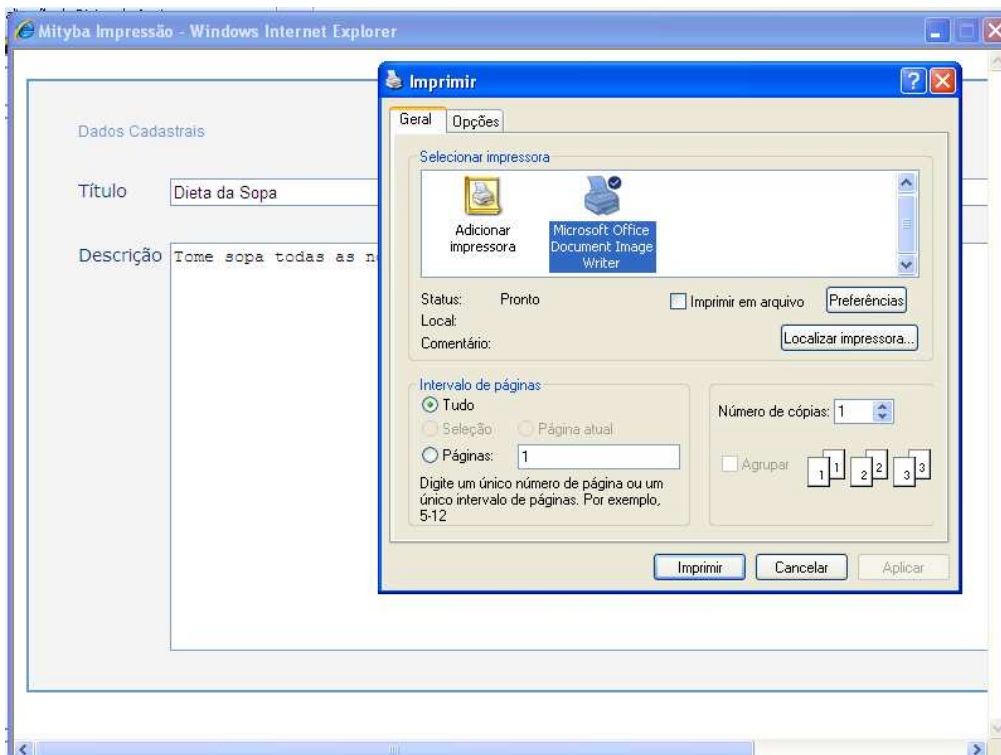 Mityba Impressão - Windows Internet Explorer
Dados Cadastrais
Título
Dieta da Sopa
Descrição
Tome sopa todas as
Imprimir
Geral
Opções
Selecionar impressora
Adicionar
impressora
Microsoft Office
Document Image
Writer
Status: Pronto
Local:
Comentário:
Imprimir em arquivo
Preferências
Localizar impressora...
Intervalo de páginas
Tudo
Seleção
Página atual
Páginas: 1
Digite um único número de página ou um
único intervalo de páginas. Por exemplo,
5-12
Número de cópias: 1
Agrupar
1 1 2 2 3 3
Imprimir
Cancelar
Aplicar